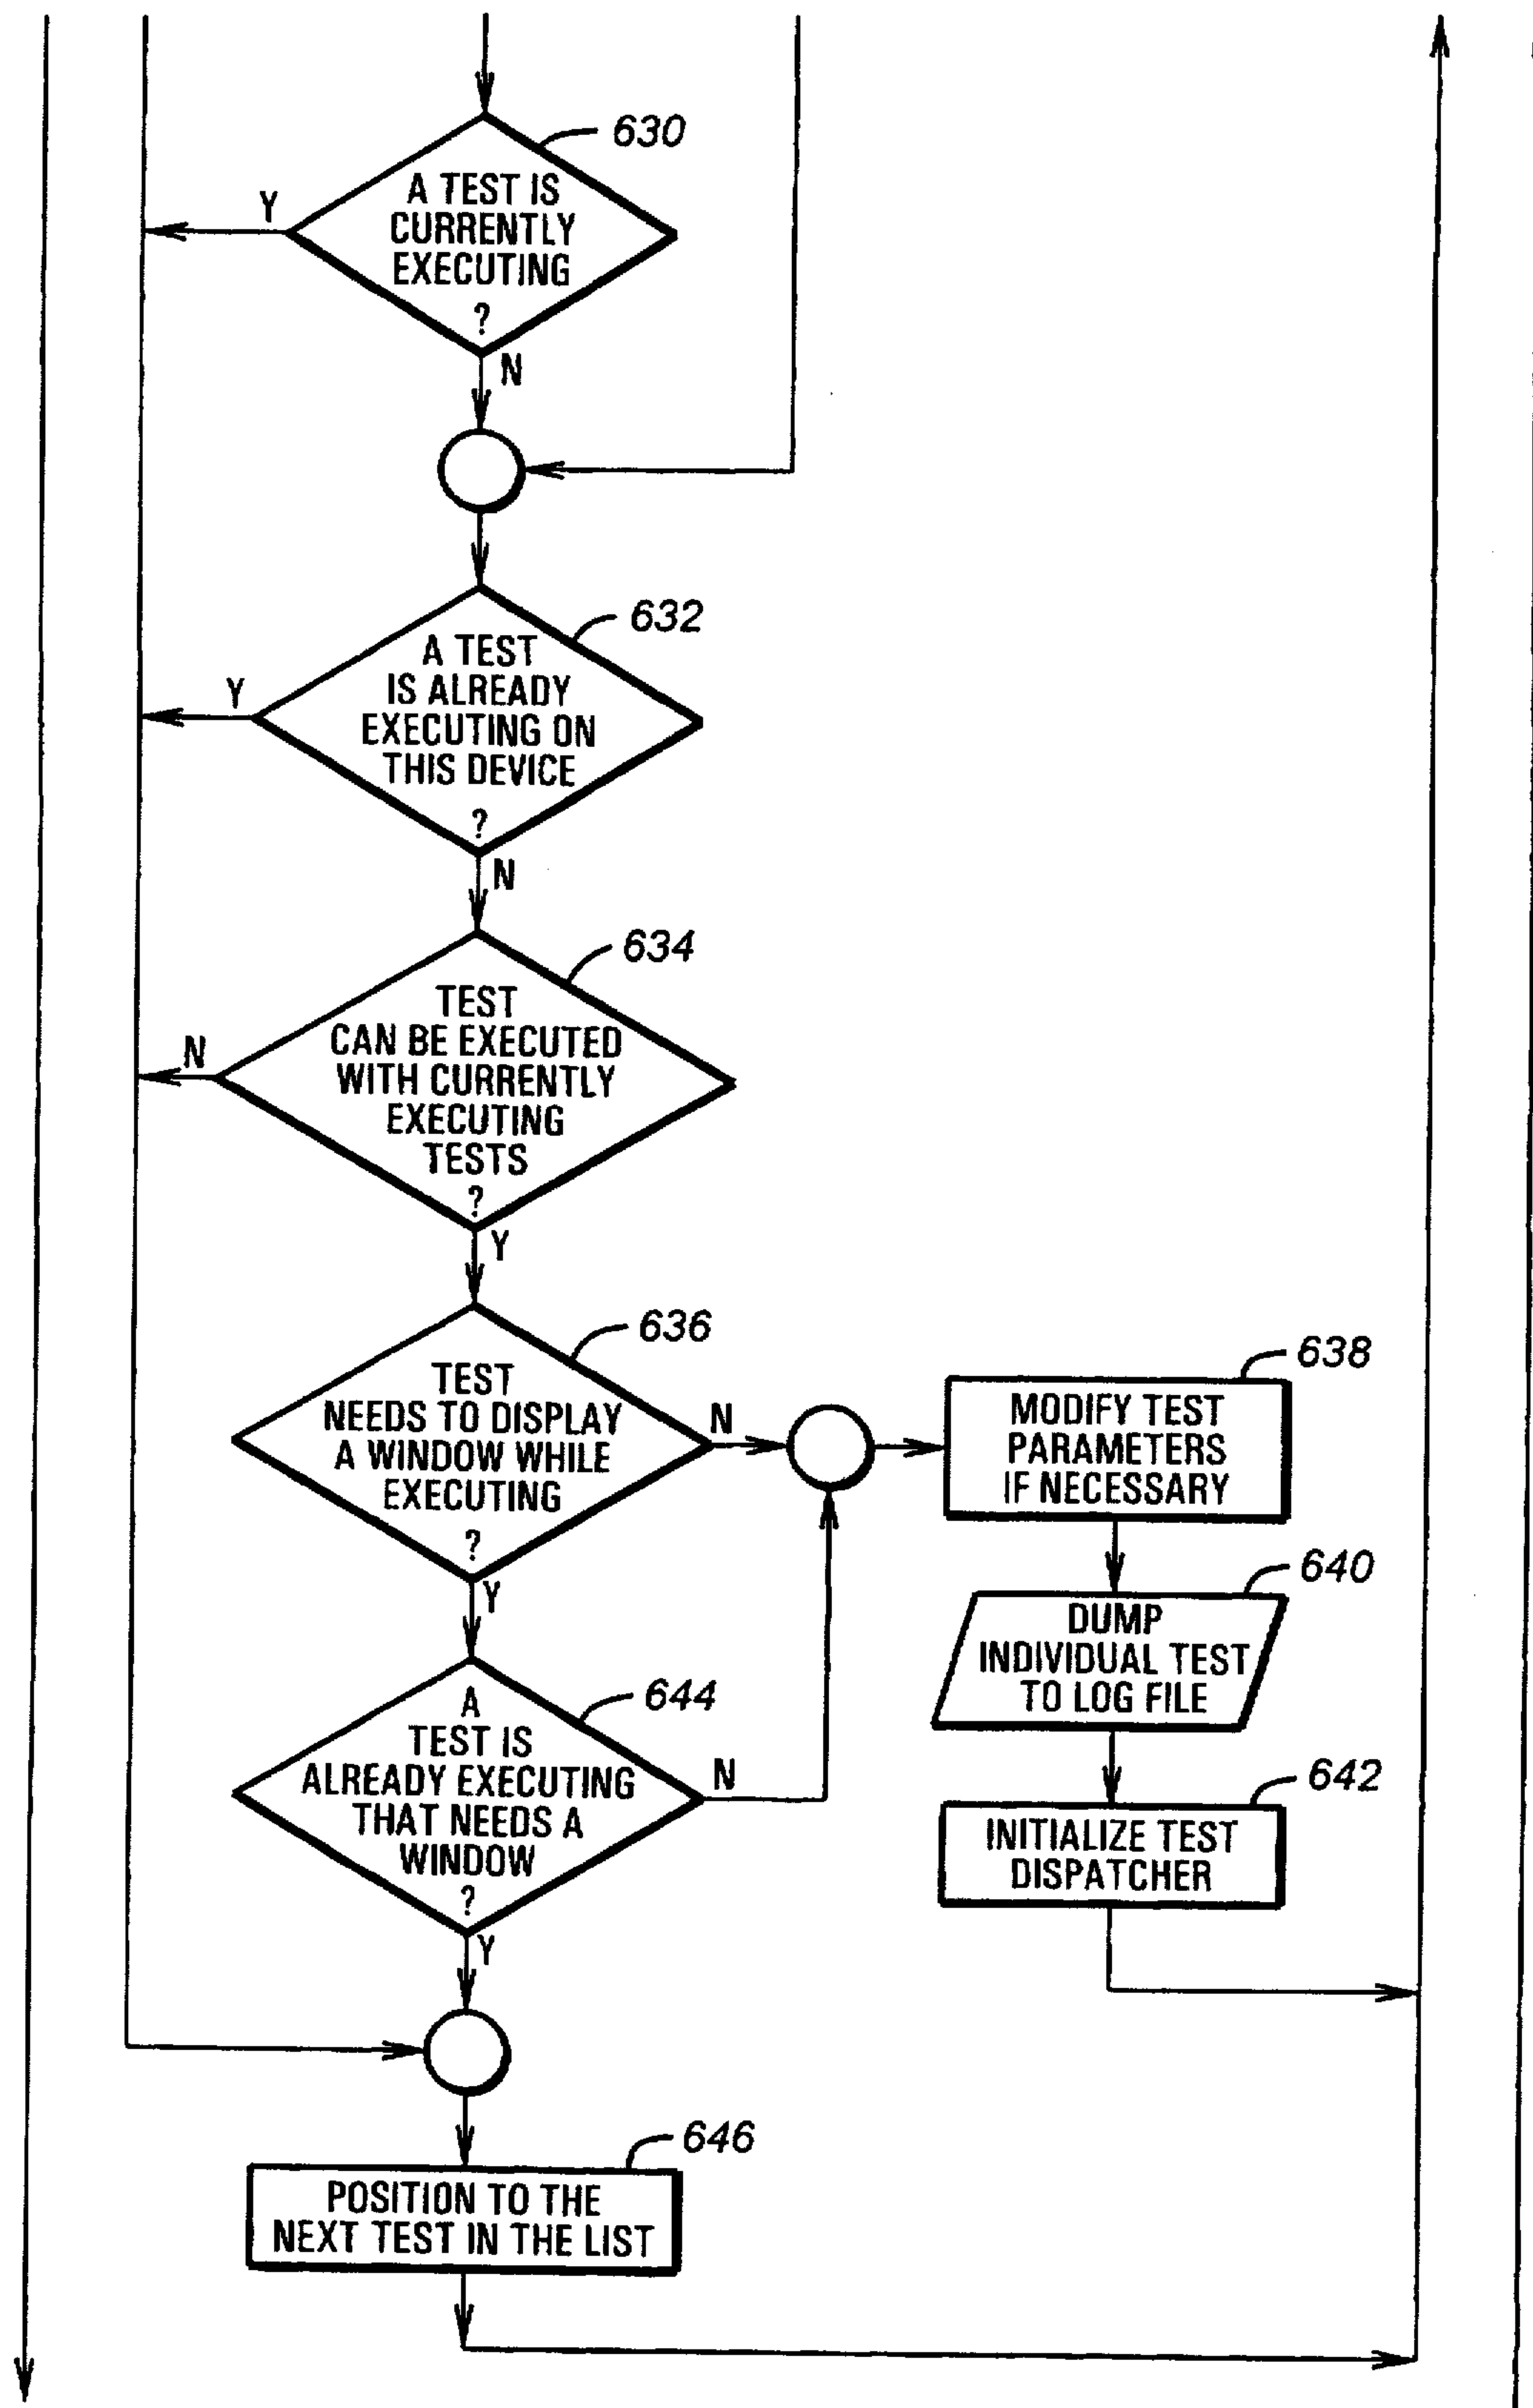 630
A TEST IS
CURRENTLY
EXECUTING
?
Y
N
632
A TEST
IS ALREADY
EXECUTING ON
THIS DEVICE
?
Y
N
634
TEST
CAN BE EXECUTED
WITH CURRENTLY
EXECUTING
TESTS
?
N
Y
636
TEST
NEEDS TO DISPLAY
A WINDOW WHILE
EXECUTING
?
N
Y
638
MODIFY TEST
PARAMETERS
IF NECESSARY
640
DUMP
INDIVIDUAL TEST
TO LOG FILE
642
INITIALIZE TEST
DISPATCHER
644
A
TEST IS
ALREADY EXECUTING
THAT NEEDS A
WINDOW
?
N
Y
646
POSITION TO THE
NEXT TEST IN THE LIST